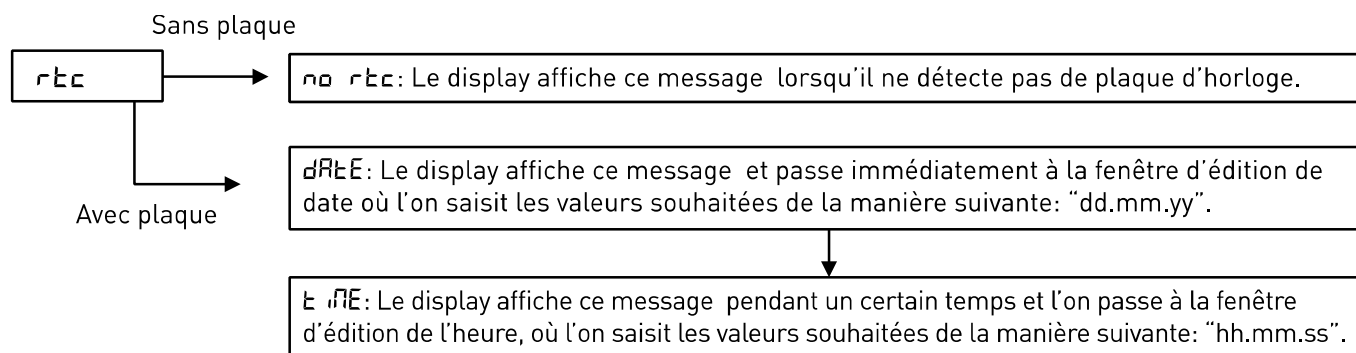 Sans plaque
rtc
no rtc: Le display affiche ce message lorsqu'il ne détecte pas de plaque d'horloge.
dAtE: Le display affiche ce message et passe immédiatement à la fenêtre d'édition de
date où l'on saisit les valeurs souhaitées de la manière suivante: “dd.mm.yy”.
Avec plaque
t iME: Le display affiche ce message pendant un certain temps et l'on passe à la fenêtre
d'édition de l'heure, où l'on saisit les valeurs souhaitées de la manière suivante: “hh.mm.ss”.